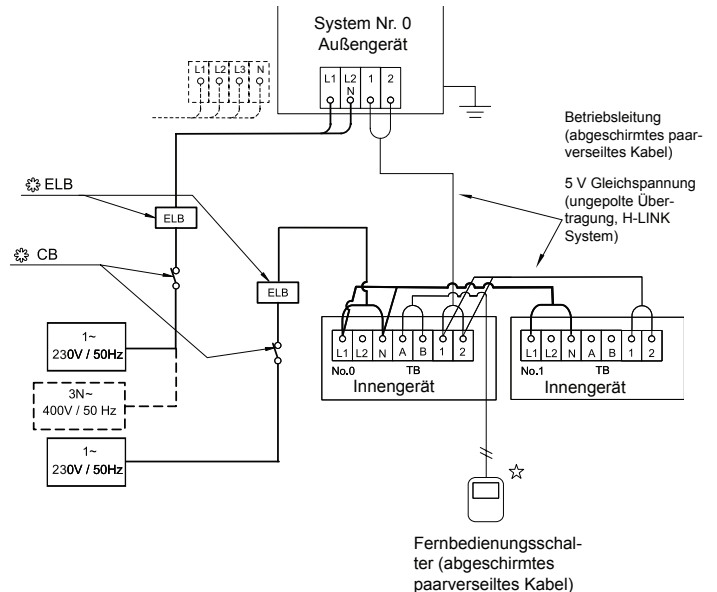 System Nr. 0
Außengerät
L1 L2 L3 N
L1 L2 N 1 2
Betriebsleitung
(abgeschirmtes paar-
verseiltes Kabel)
5 V Gleichspannung
(ungepolte Über-
tragung, H-LINK
System)
ELB
ELB
CB
ELB
1~
230V / 50Hz
3N~
400V / 50 Hz
1~
230V / 50Hz
L1 L2 N A B 1 2
No.0 TB
Innengerät
L1 L2 N A B 1 2
No.1 TB
Innengerät
Fernbedienungsschal-
ter (abgeschirmtes
paarverseiltes Kabel)